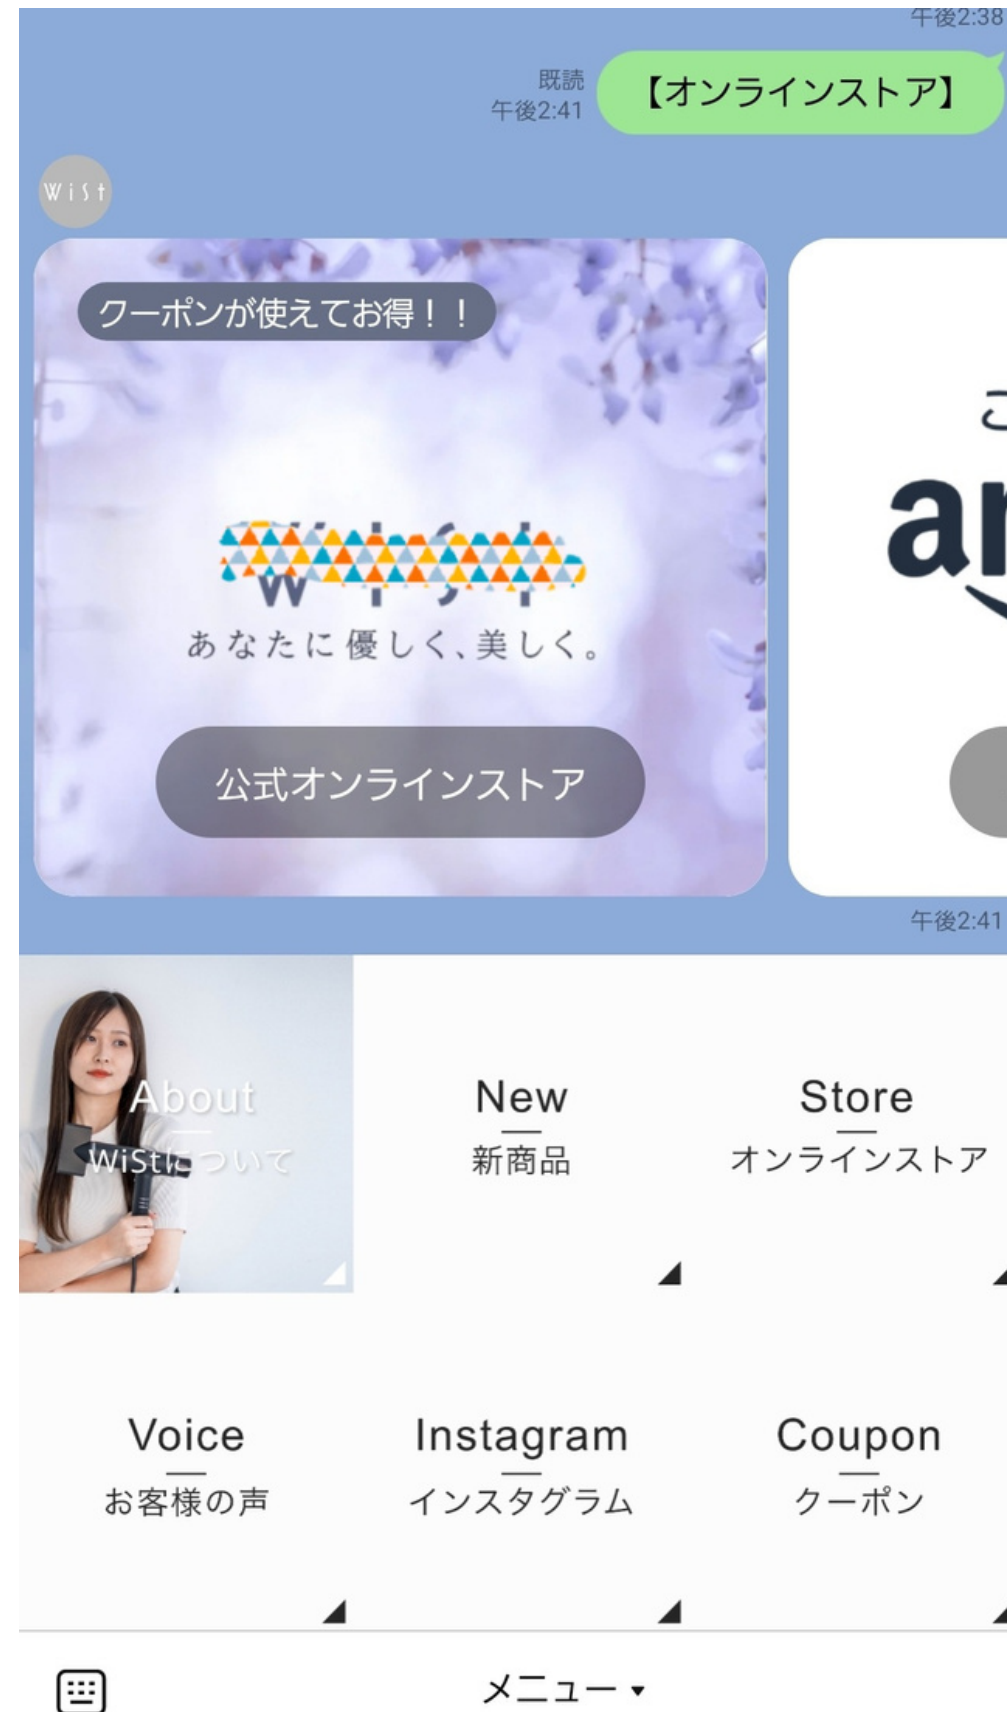 午後2:38
既読
午後2:41
【オンラインストア】
WiSt
クーポンが使えてお得！！
あなたに優しく、美しく。
公式オンラインストア
午後2:41
About
WiStについて
New
新商品
Store
オンラインストア
Voice
お客様の声
Instagram
インスタグラム
Coupon
クーポン
メニュー▼